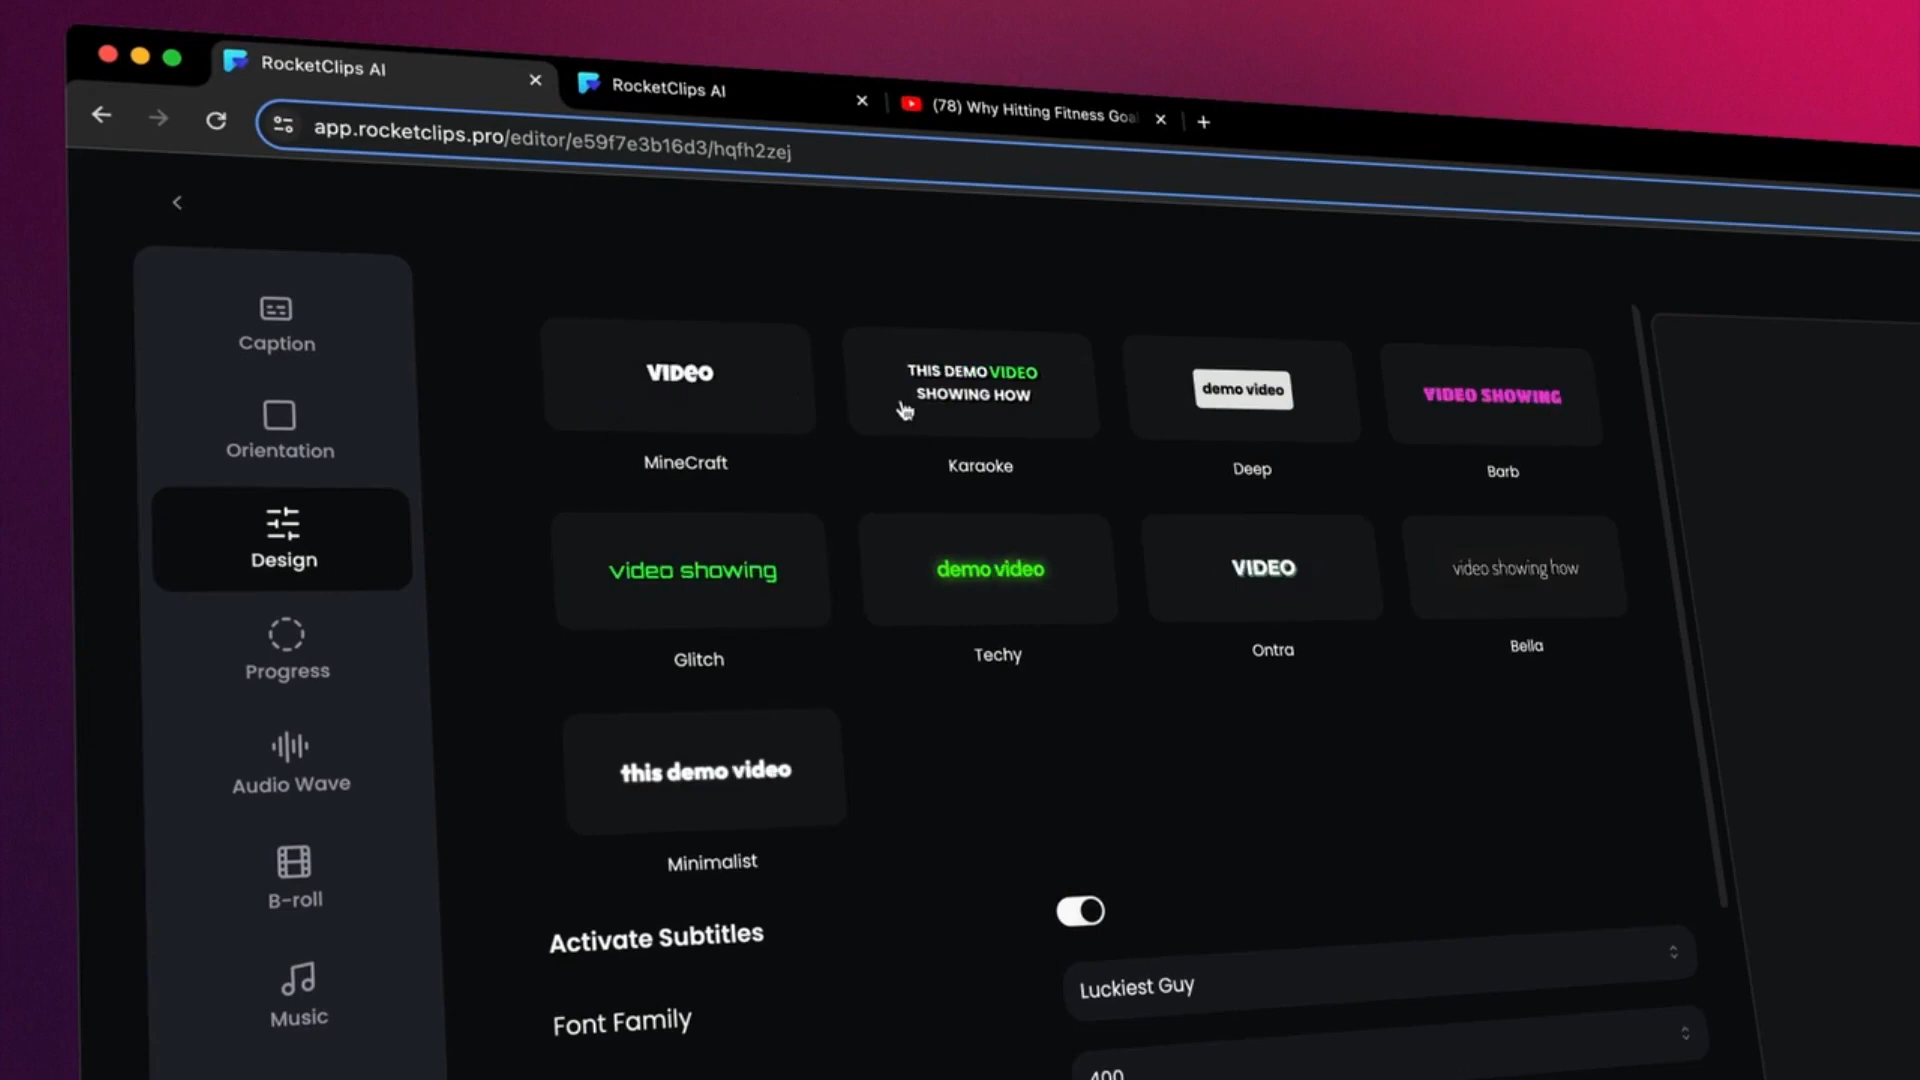 RocketClips AI
RocketClips AI
(78) Why Hitting Fitness Goa
app.rocketclips.pro/editor/e59f7e3b16d3/hqfh2zej
Caption
Orientation
Design
Progress
Audio Wave
B-roll
Music
VIDeo
MineCraft
THIS DEMO VIDEO
SHOWING HOW
Karaoke
demo video
Deep
VIDEO SHOWING
Barb
video showing
Glitch
demo video
Techy
VIDEO
Ontra
video showing how
Bella
this demo video
Minimalist
Activate Subtitles
Font Family
Luckiest Guy
400